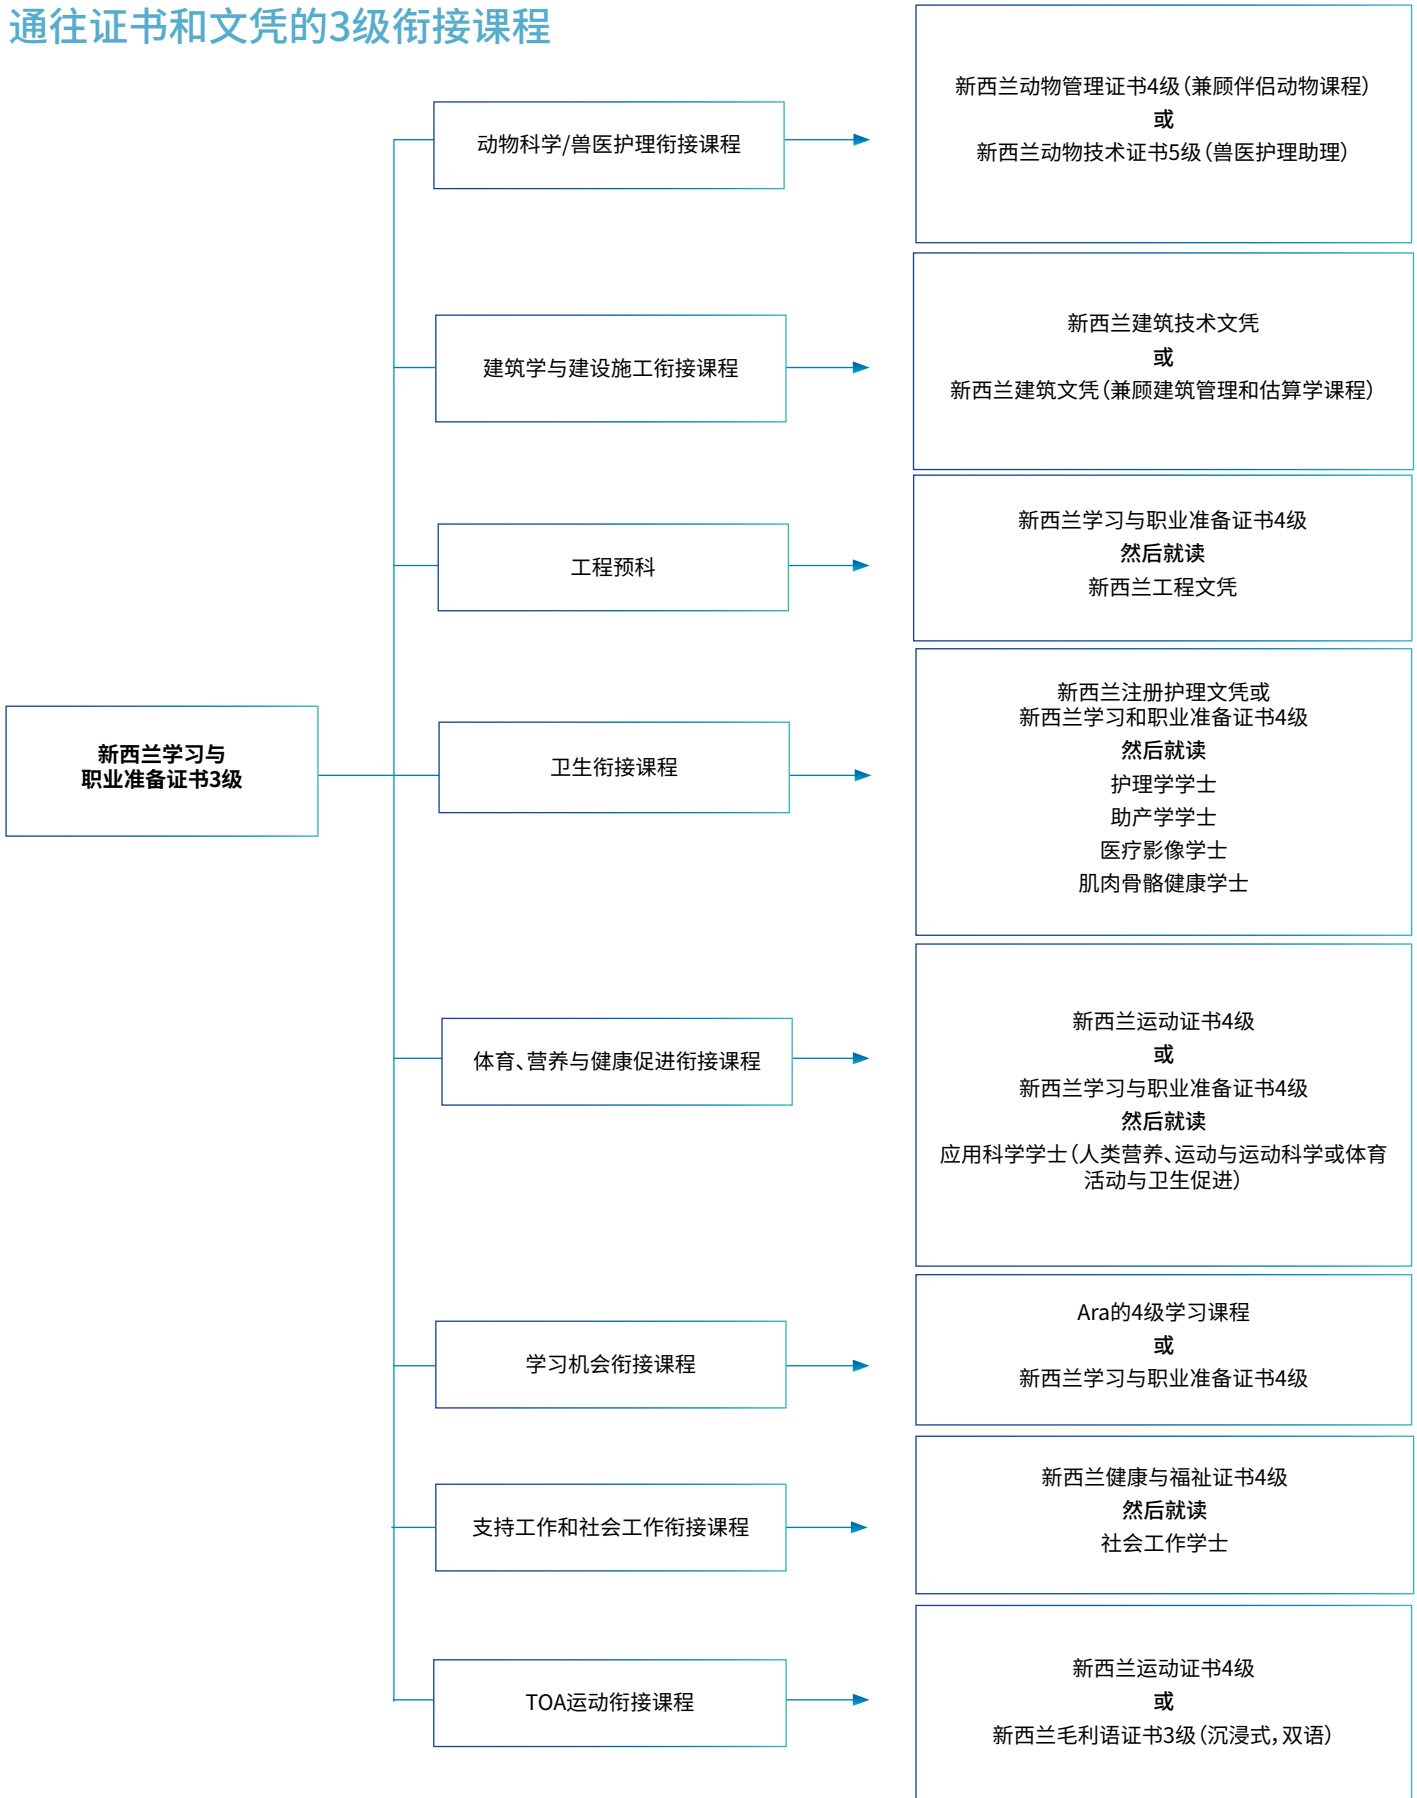 通往证书和文凭的3级衔接课程
新西兰学习与
职业准备证书3级
动物科学/兽医护理衔接课程
新西兰动物管理证书4级（兼顾伴侣动物课程）
或
新西兰动物技术证书5级（兽医护理助理）
建筑学与建设施工衔接课程
新西兰建筑技术文凭
或
新西兰建筑文凭（兼顾建筑管理和估算学课程）
工程预科
新西兰学习与职业准备证书4级
然后就读
新西兰工程文凭
卫生衔接课程
新西兰注册护理文凭或
新西兰学习和职业准备证书4级
然后就读
护理学学士
助产学学士
医疗影像学士
肌肉骨骼健康学士
体育、营养与健康促进衔接课程
新西兰运动证书4级
或
新西兰学习与职业准备证书4级
然后就读
应用科学学士（人类营养、运动与运动科学或体育
活动与卫生促进）
学习机会衔接课程
Ara的4级学习课程
或
新西兰学习与职业准备证书4级
支持工作和社会工作衔接课程
新西兰健康与福祉证书4级
然后就读
社会工作学士
TOA运动衔接课程
新西兰运动证书4级
或
新西兰毛利语证书3级（沉浸式，双语）